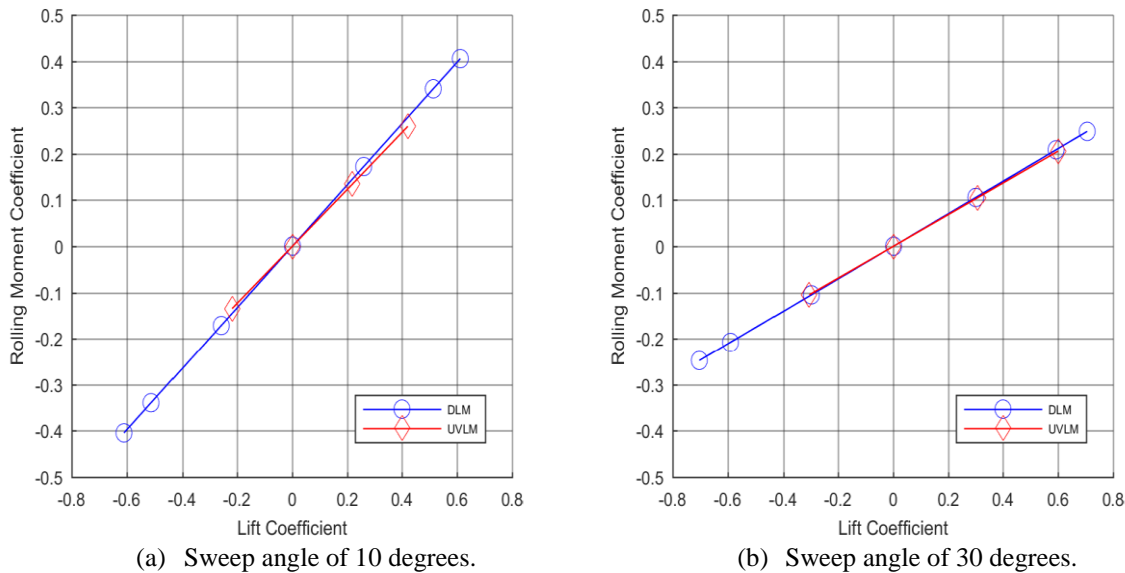 0.5
0.4
0.3
0.2
0.1
0
-0.1
-0.2
-0.3
-0.4
-0.5
Rolling Moment Coefficient
DLM
UVLM
-0.8 -0.6 -0.4 -0.2 0 0.2 0.4 0.6 0.8
Lift Coefficient
(a) Sweep angle of 10 degrees.
0.5
0.4
0.3
0.2
0.1
0
-0.1
-0.2
-0.3
-0.4
-0.5
Rolling Moment Coefficient
DLM
UVLM
-0.8 -0.6 -0.4 -0.2 0 0.2 0.4 0.6 0.8
Lift Coefficient
(b) Sweep angle of 30 degrees.